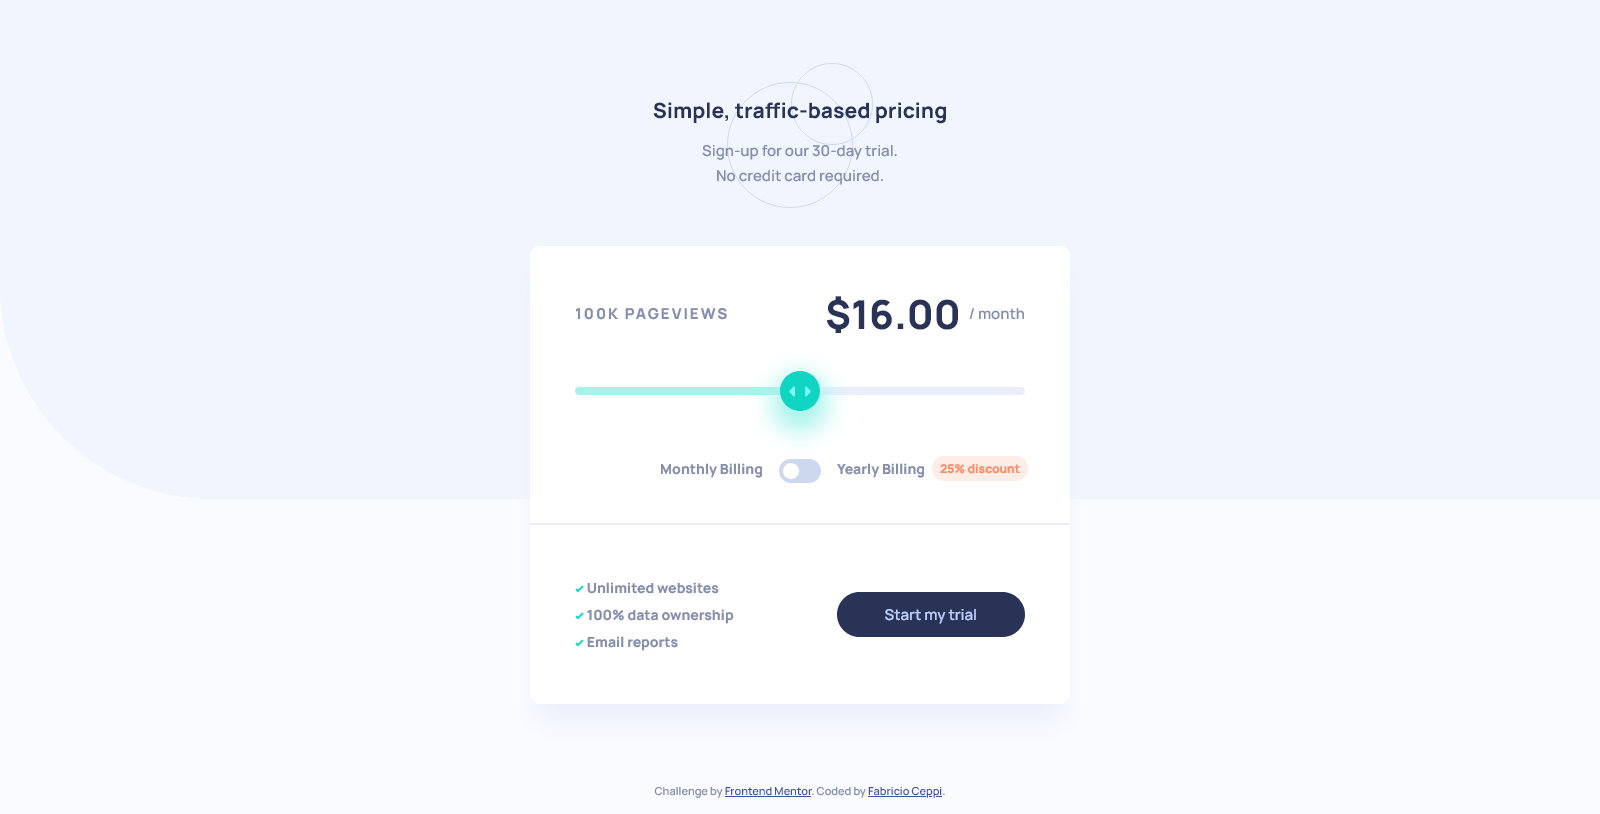 Simple, traffic-based pricing
Sign-up for our 30-day trial.
No credit card required.
100K PAGEVIEWS
$16.00 / month
Monthly Billing
Yearly Billing 25% discount
Unlimited websites
100% data ownership
Email reports
Start my trial
Challenge by Frontend Mentor. Coded by Fabricio Ceppi.